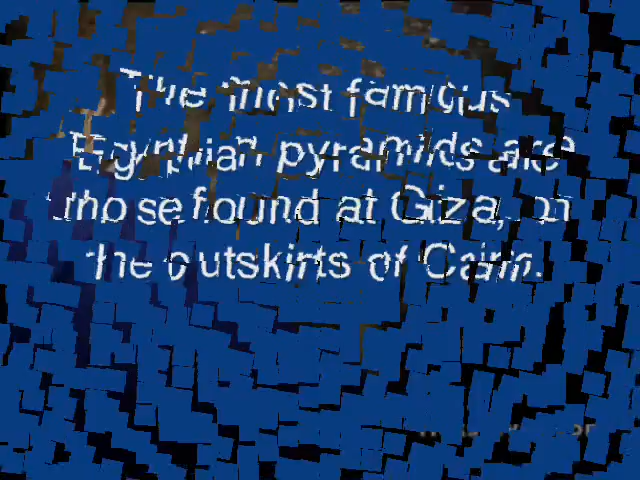 The most famous
Egyptian pyramids are
those found at Giza, on
the outskirts of Cairo.